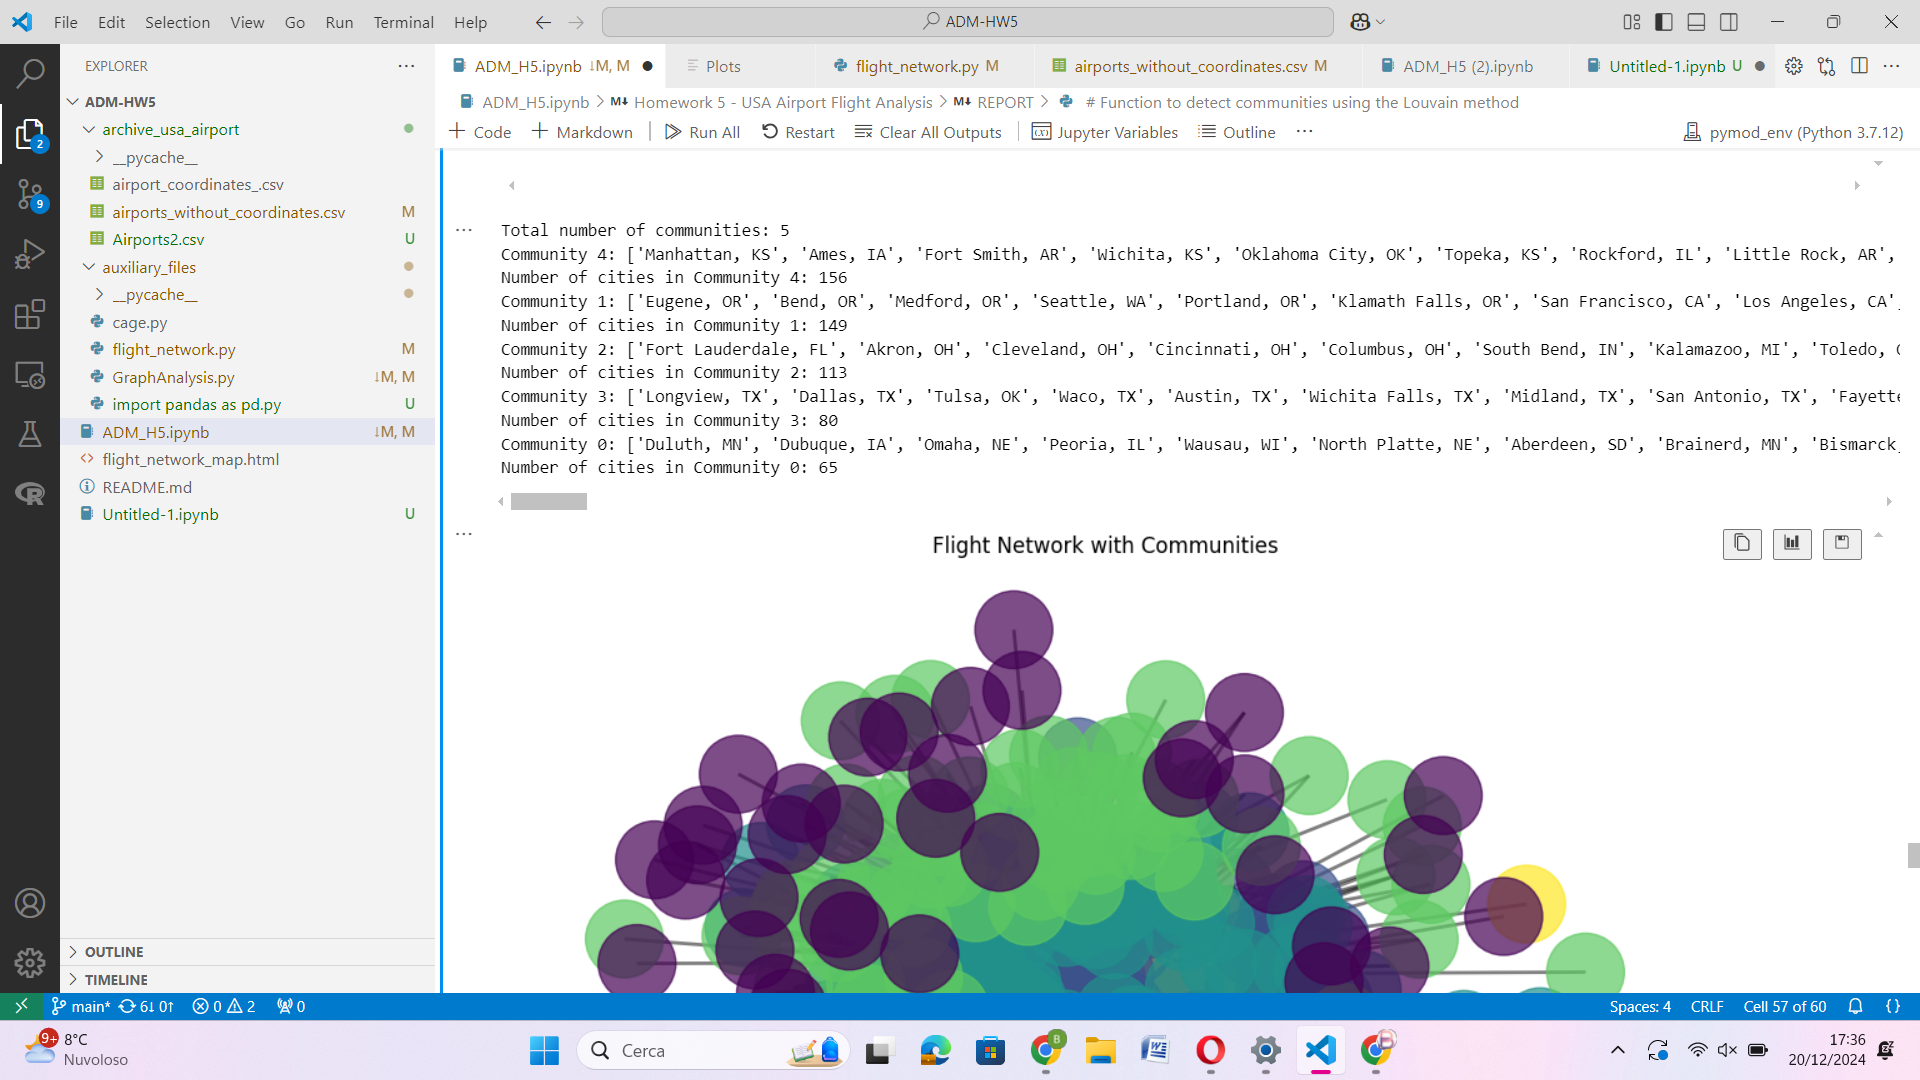 File Edit Selection View Go Run Terminal Help
ADM-HW5
EXPLORER
ADM_H5.ipynb ↓M, M
Plots
flight_network.py M
airports_without_coordinates.csv M
ADM_H5 (2).ipynb
Untitled-1.ipynb U
ADM_H5.ipynb > M↓ Homework 5 - USA Airport Flight Analysis > M↓ REPORT > # Function to detect communities using the Louvain method
+ Code + Markdown Run All Restart Clear All Outputs Jupyter Variables Outline ...
pymod_env (Python 3.7.12)
ADM-HW5
archive_usa_airport
__pycache__
airport_coordinates_.csv
airports_without_coordinates.csv M
Airports2.csv U
auxiliary_files
__pycache__
cage.py
flight_network.py M
GraphAnalysis.py ↓M, M
import pandas as pd.py U
ADM_H5.ipynb ↓M, M
flight_network_map.html
README.md
Untitled-1.ipynb U
2
9
OUTLINE
TIMELINE
Total number of communities: 5
Community 4: ['Manhattan, KS', 'Ames, IA', 'Fort Smith, AR', 'Wichita, KS', 'Oklahoma City, OK', 'Topeka, KS', 'Rockford, IL', 'Little Rock, AR',
Number of cities in Community 4: 156
Community 1: ['Eugene, OR', 'Bend, OR', 'Medford, OR', 'Seattle, WA', 'Portland, OR', 'Klamath Falls, OR', 'San Francisco, CA', 'Los Angeles, CA',
Number of cities in Community 1: 149
Community 2: ['Fort Lauderdale, FL', 'Akron, OH', 'Cleveland, OH', 'Cincinnati, OH', 'Columbus, OH', 'South Bend, IN', 'Kalamazoo, MI', 'Toledo,
Number of cities in Community 2: 113
Community 3: ['Longview, TX', 'Dallas, TX', 'Tulsa, OK', 'Waco, TX', 'Austin, TX', 'Wichita Falls, TX', 'Midland, TX', 'San Antonio, TX', 'Fayette
Number of cities in Community 3: 80
Community 0: ['Duluth, MN', 'Dubuque, IA', 'Omaha, NE', 'Peoria, IL', 'Wausau, WI', 'North Platte, NE', 'Aberdeen, SD', 'Brainerd, MN', 'Bismarck,
Number of cities in Community 0: 65
Flight Network with Communities
main* 6↓ 0↑ 0 2 0
Spaces: 4 CRLF Cell 57 of 60 {}
9+
8°C
Nuvoloso
Cerca
B
17:36
20/12/2024